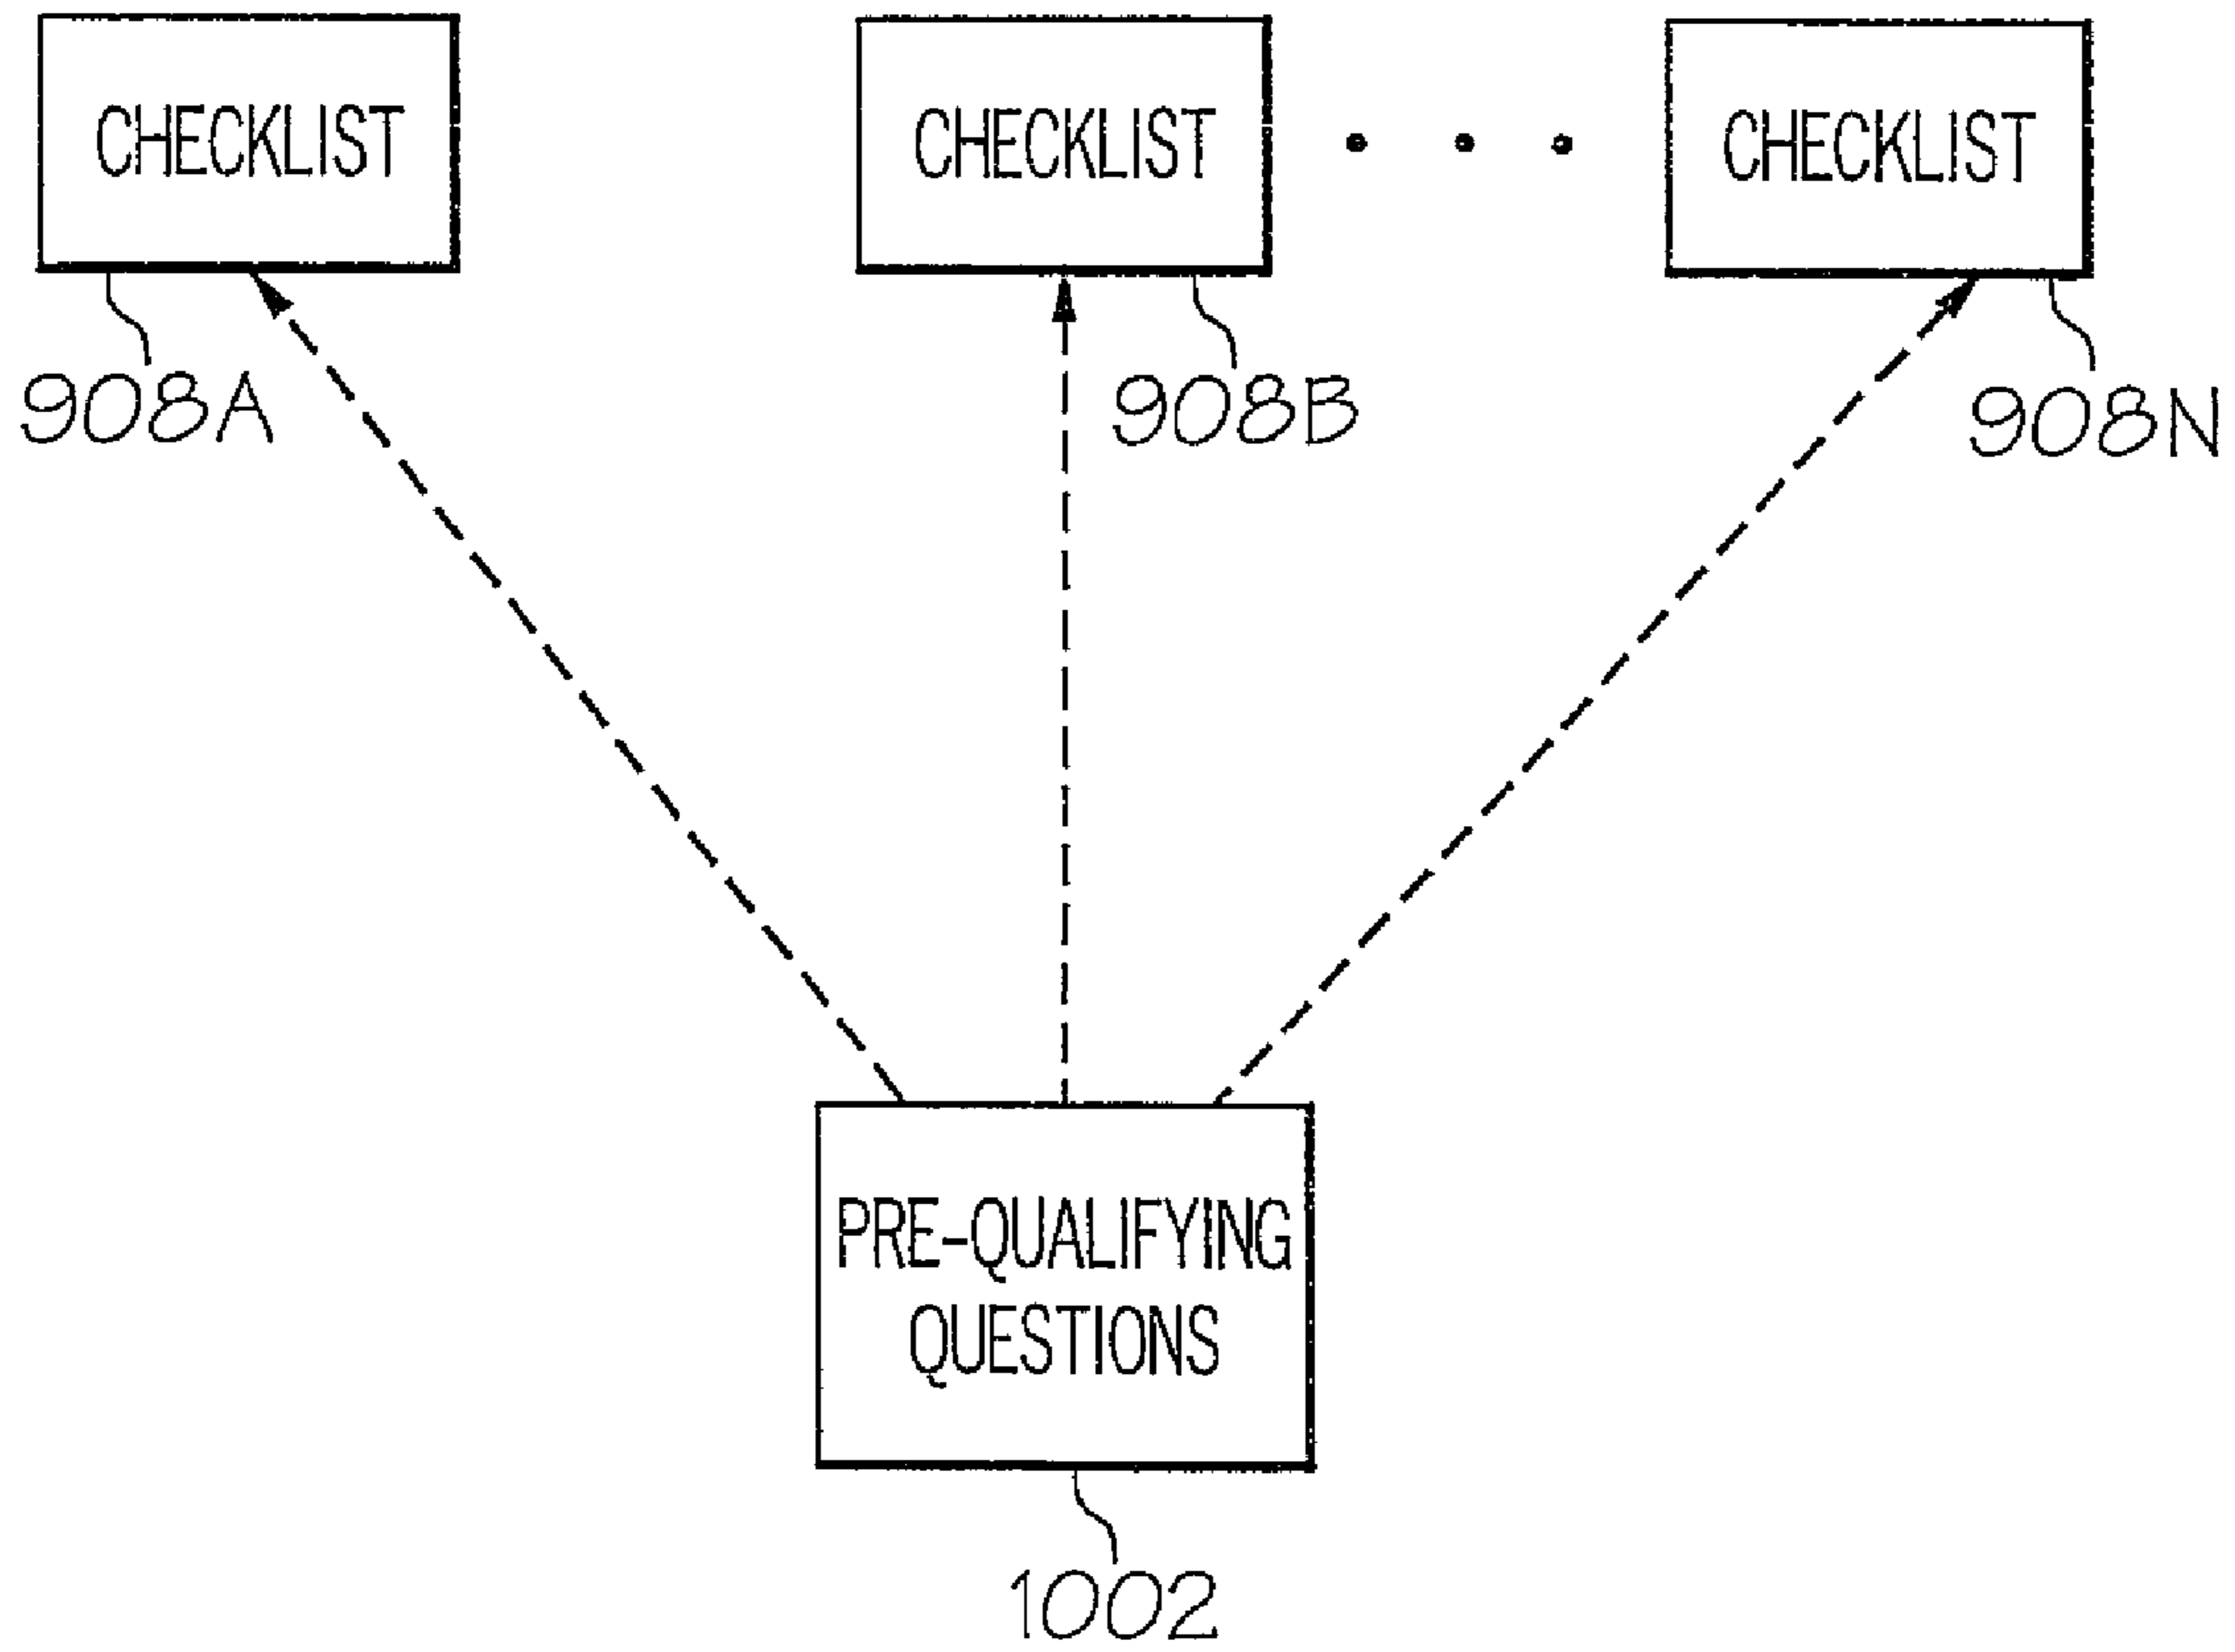 CHECKLIST
CHECKLIST
CHECKLIST
908A
908B
908N
PRE-QUALIFYING
QUESTIONS
1002